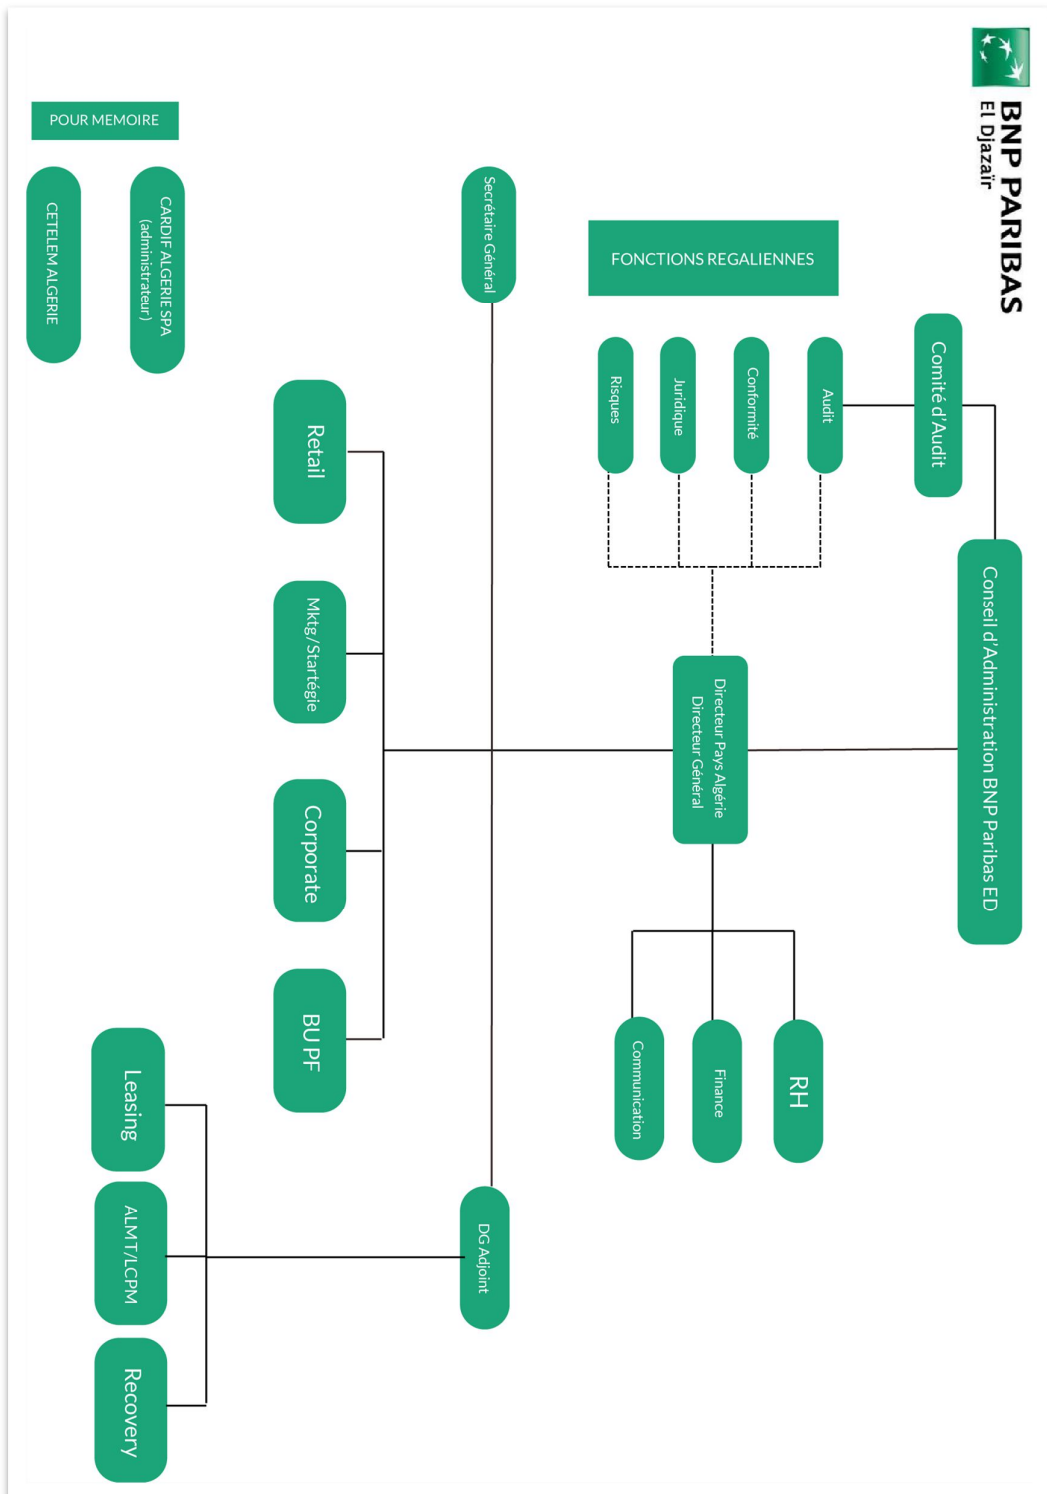 BNP PARIBAS
El Djazaïr
Conseil d'Administration BNP Paribas ED
Comité d'Audit
FONCTIONS REGALIENNES
Audit
Conformité
Juridique
Risques
Directeur Pays Algérie
Directeur Général
RH
Finance
Communication
Secrétaire Général
DG Adjoint
Retail
Mktg/Startégie
Corporate
BU PF
Leasing
ALMT/LCPM
Recovery
POUR MEMOIRE
CARDIF ALGERIE SPA
(administrateur)
CETELEM ALGERIE